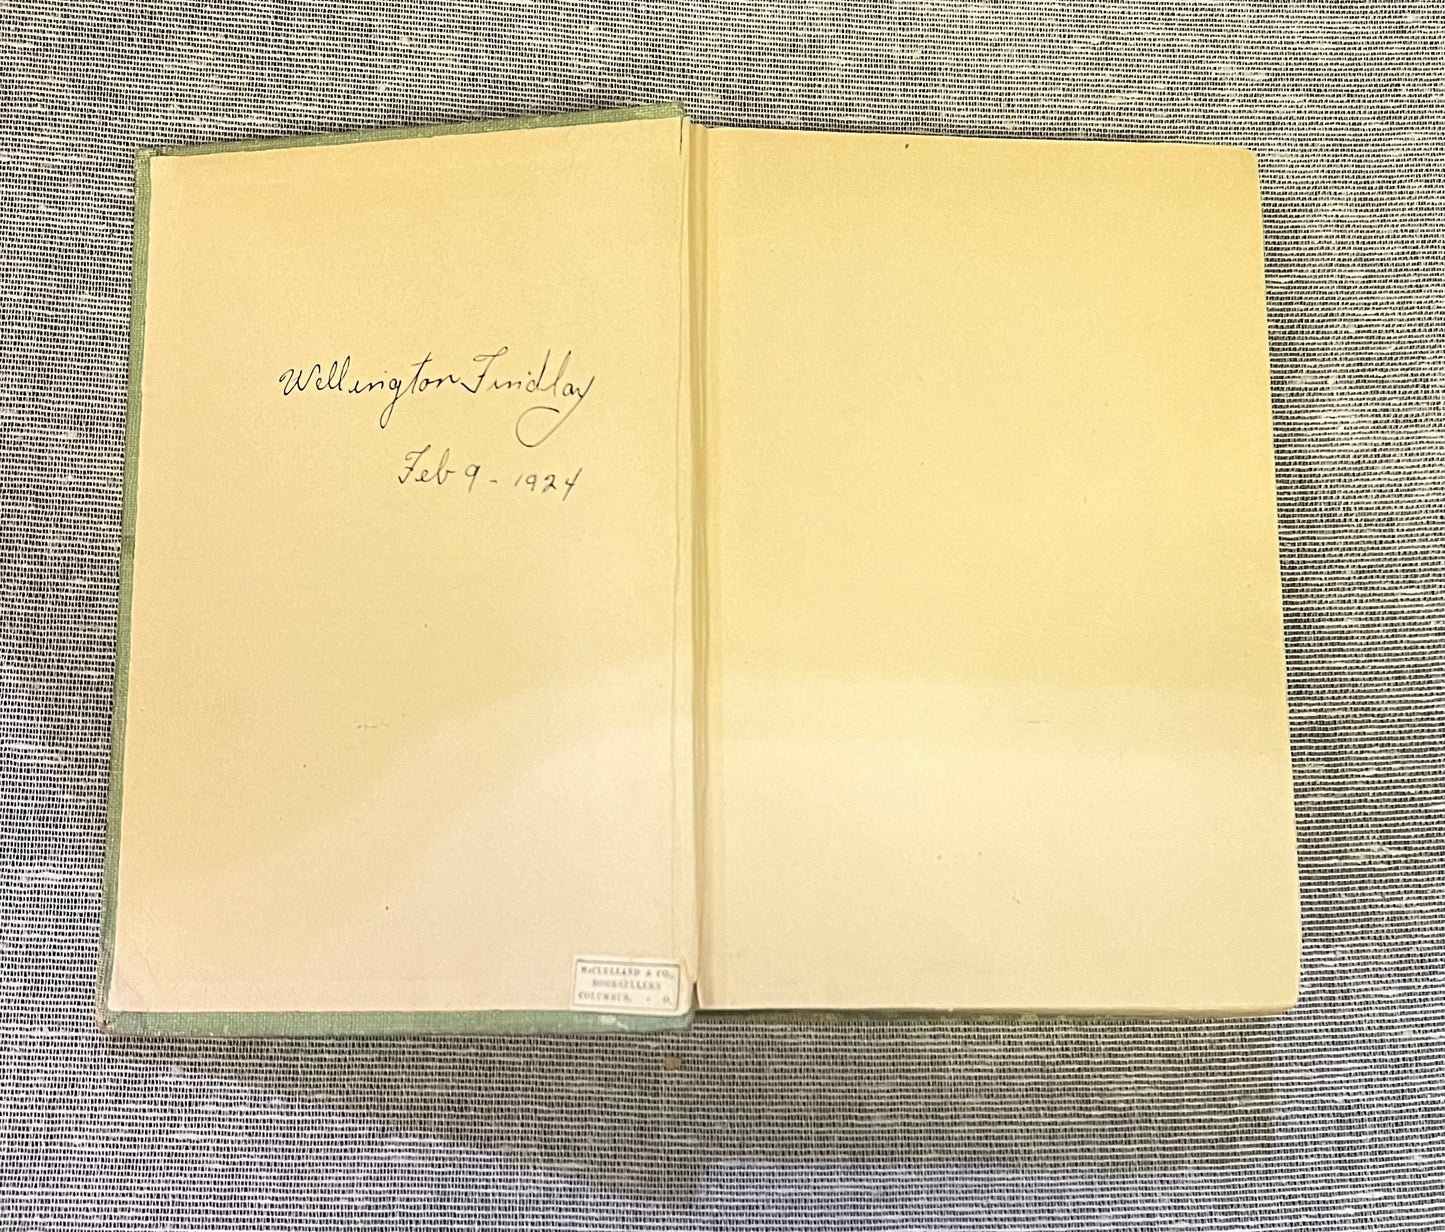 Wellington Findlay
Feb 9 - 1924
McCLELLAND & CO.,
BOOKSELLERS
COLUMBUS, - O.